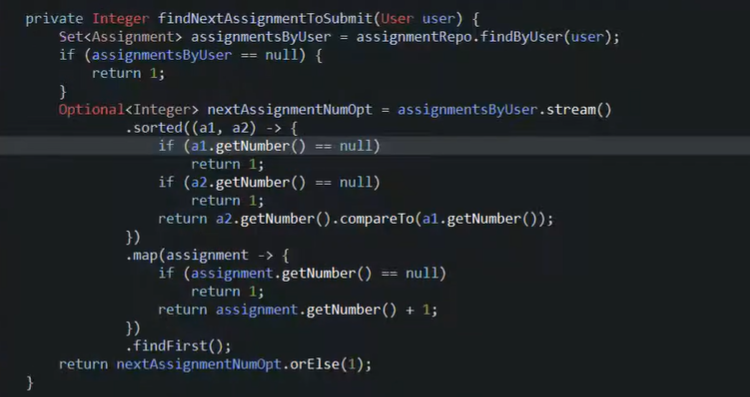 private Integer findNextAssignmentToSubmit(User user) {
Set<Assignment> assignmentsByUser = assignmentRepo.findByUser(user);
if (assignmentsByUser == null) {
return 1;
}
Optional<Integer> nextAssignmentNumOpt = assignmentsByUser.stream()
.sorted((a1, a2) -> {
if (a1.getNumber() == null)
return 1;
if (a2.getNumber() == null)
return 1;
return a2.getNumber().compareTo(a1.getNumber());
})
.map(assignment -> {
if (assignment.getNumber() == null)
return 1;
return assignment.getNumber() + 1;
})
.findFirst();
return nextAssignmentNumOpt.orElse(1);
}